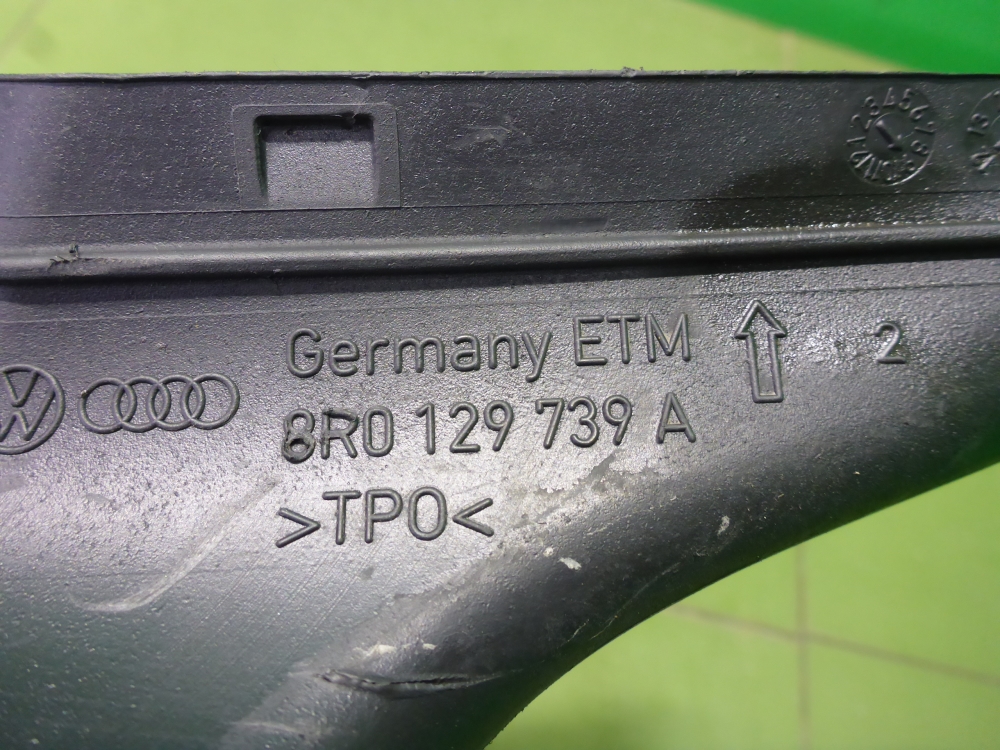 Germany ETM
2
8R0 129 739 A
>TPO<